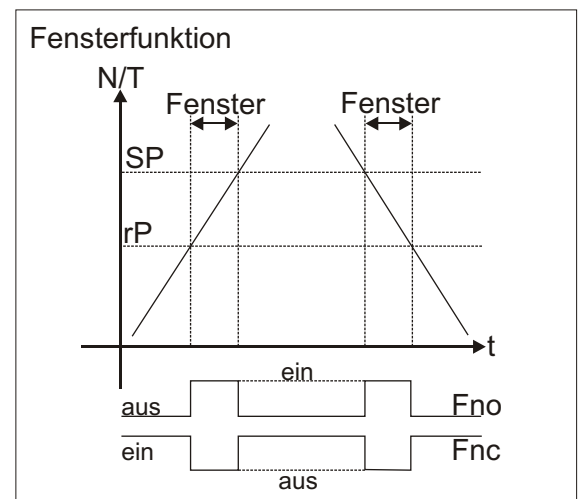 Fensterfunktion
N/T
Fenster Fenster
SP
rP
t
ein
aus Fno
ein Fnc
aus